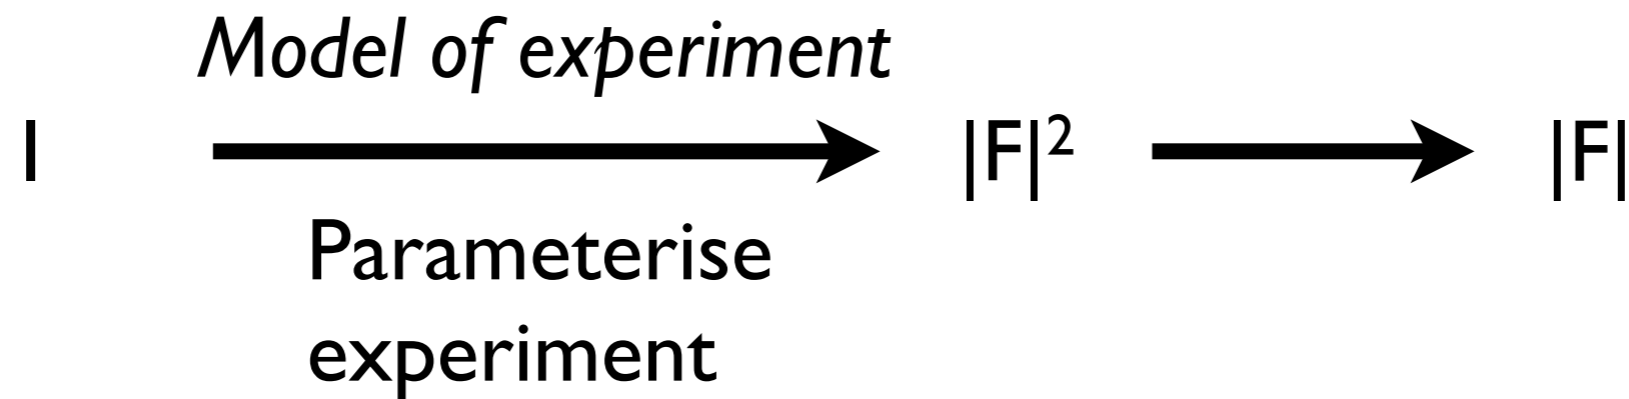 Model of experiment
I |F|² |F|
Parameterise
experiment